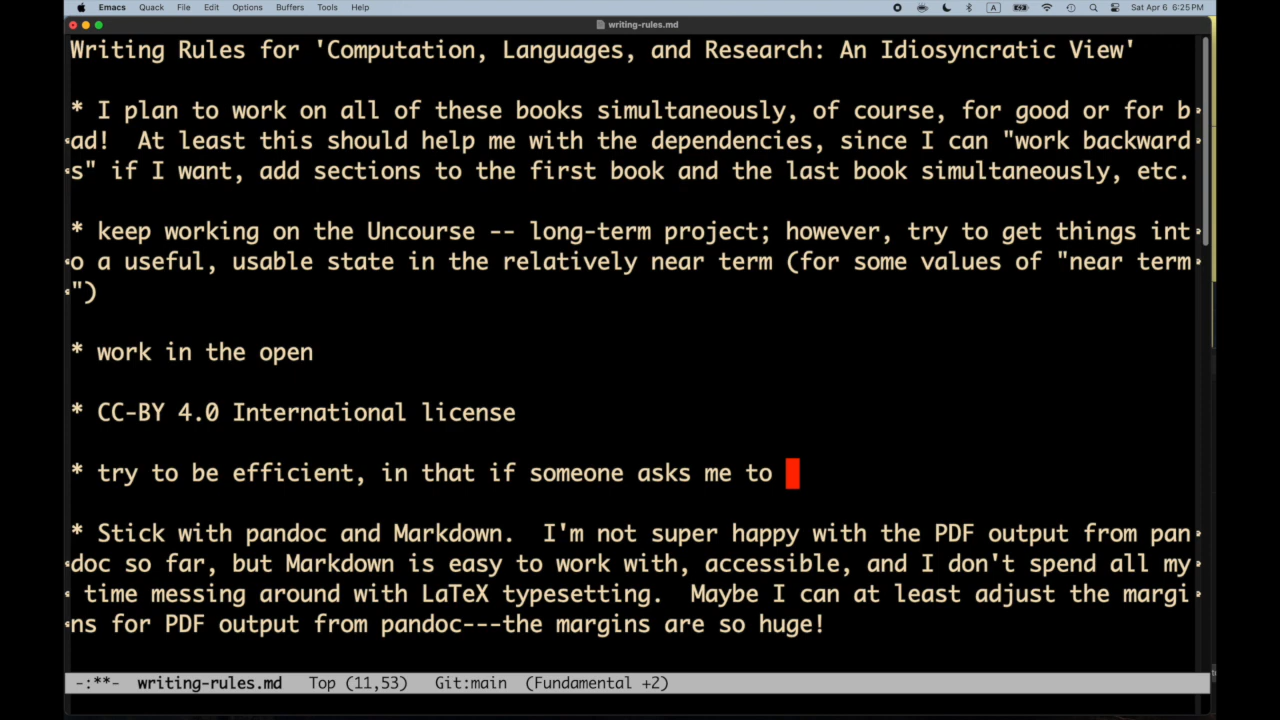 Emacs Quack File Edit Options Buffers Tools Help A Sat Apr 6 6:25 PM
writing-rules.md
Writing Rules for 'Computation, Languages, and Research: An Idiosyncratic View'
* I plan to work on all of these books simultaneously, of course, for good or for b
ad!  At least this should help me with the dependencies, since I can "work backward
s" if I want, add sections to the first book and the last book simultaneously, etc.
* keep working on the Uncourse -- long-term project; however, try to get things int
o a useful, usable state in the relatively near term (for some values of "near term
")
* work in the open
* CC-BY 4.0 International license
* try to be efficient, in that if someone asks me to
* Stick with pandoc and Markdown.  I'm not super happy with the PDF output from pan
doc so far, but Markdown is easy to work with, accessible, and I don't spend all my
time messing around with LaTeX typesetting.  Maybe I can at least adjust the margi
ns for PDF output from pandoc---the margins are so huge!
-:**-  writing-rules.md   Top (11,53)   Git:main  (Fundamental +2)